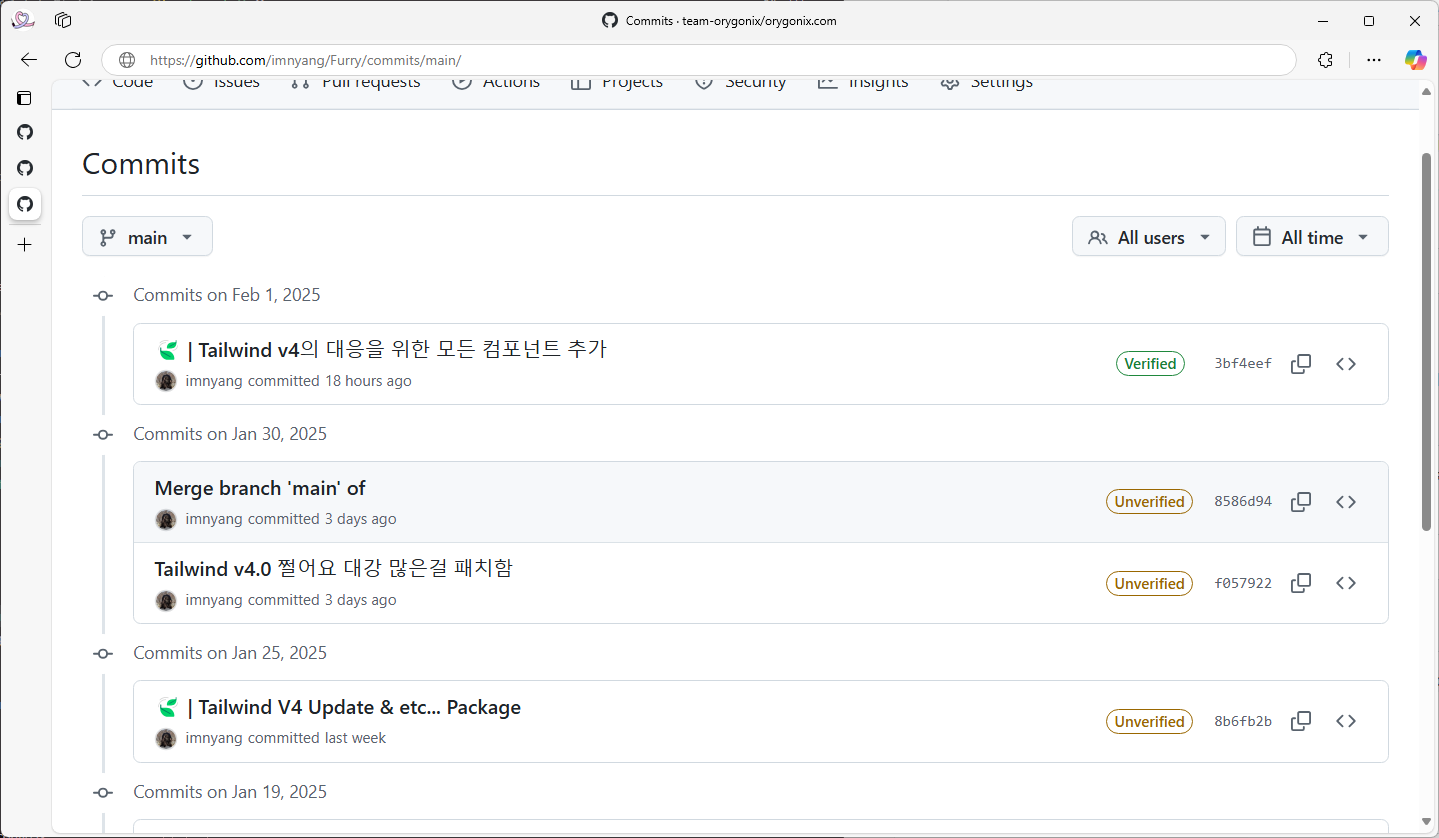 Commits · team-orygonix/orygonix.com
https://github.com/imnyang/Furry/commits/main/
Code Issues Pull requests Actions Projects Security Insights Settings
Commits
main All users All time
Commits on Feb 1, 2025
| Tailwind v4의 대응을 위한 모든 컴포넌트 추가
imnyang committed 18 hours ago
Verified 3bf4eef
Commits on Jan 30, 2025
Merge branch 'main' of
imnyang committed 3 days ago
Unverified 8586d94
Tailwind v4.0 쩔어요 대강 많은걸 패치함
imnyang committed 3 days ago
Unverified f057922
Commits on Jan 25, 2025
| Tailwind V4 Update & etc... Package
imnyang committed last week
Unverified 8b6fb2b
Commits on Jan 19, 2025